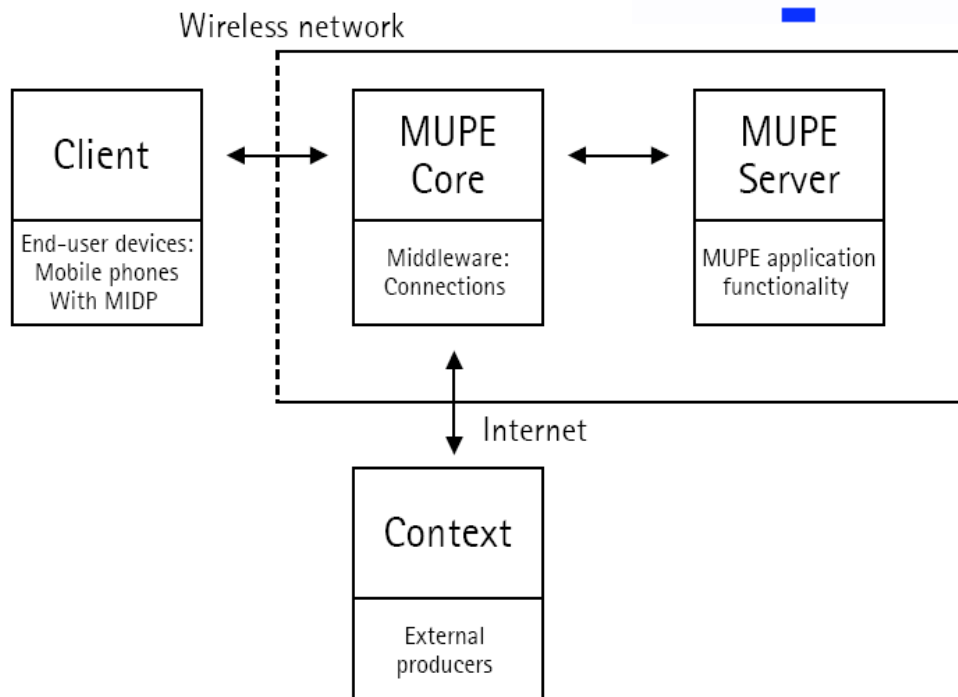 Wireless network
Client
End-user devices:
Mobile phones
With MIDP
MUPE
Core
Middleware:
Connections
MUPE
Server
MUPE application
functionality
Internet
Context
External
producers